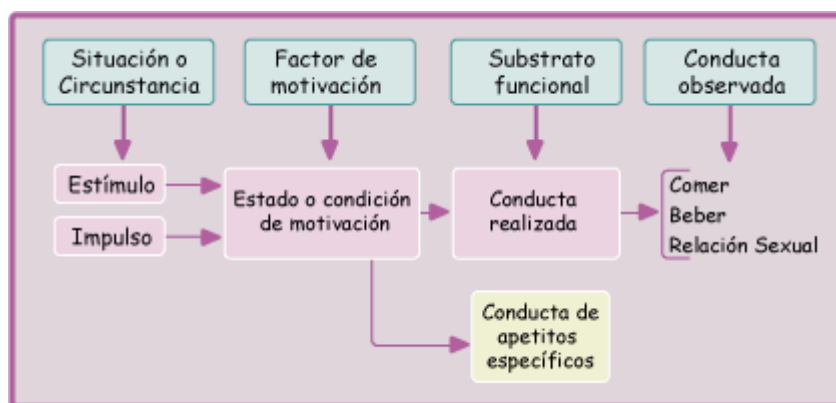 Situación o
Circunstancia
Factor de
motivación
Substrato
funcional
Conducta
observada
Estímulo
Impulso
Estado o condición
de motivación
Conducta
realizada
Comer
Beber
Relación Sexual
Conducta de
apetitos
específicos